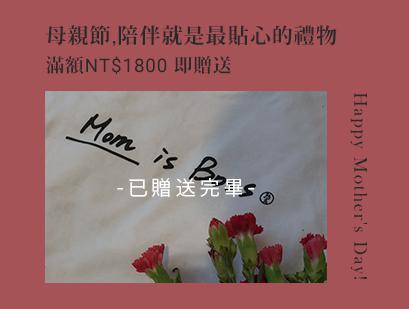 母親節,陪伴就是最貼心的禮物
滿額NT$1800 即贈送
Mom is Boss
-已贈送完畢-
Happy Mother's Day!